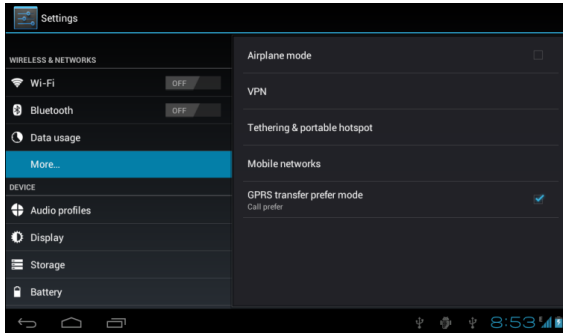 Settings
WIRELESS & NETWORKS
Wi-Fi OFF
Bluetooth OFF
Data usage
More...
DEVICE
Audio profiles
Display
Storage
Battery
Airplane mode
VPN
Tethering & portable hotspot
Mobile networks
GPRS transfer prefer mode
Call prefer
8:53